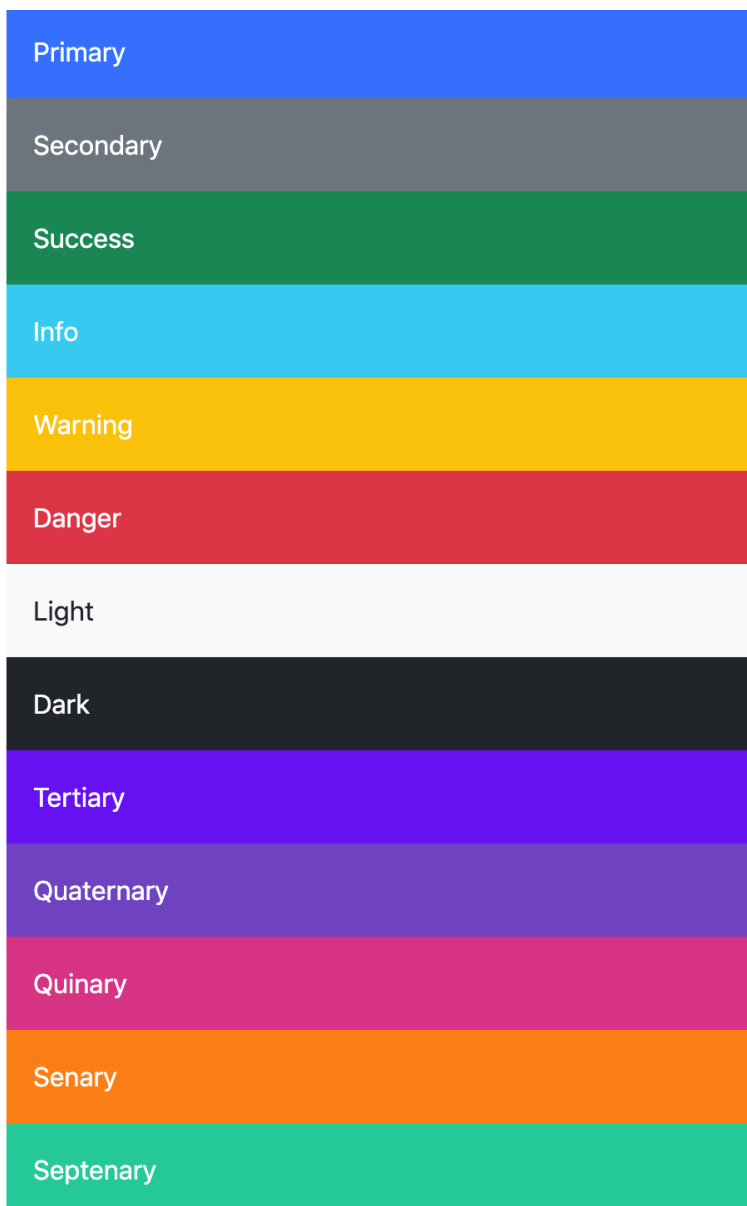 Primary
Secondary
Success
Info
Warning
Danger
Light
Dark
Tertiary
Quaternary
Quinary
Senary
Septenary